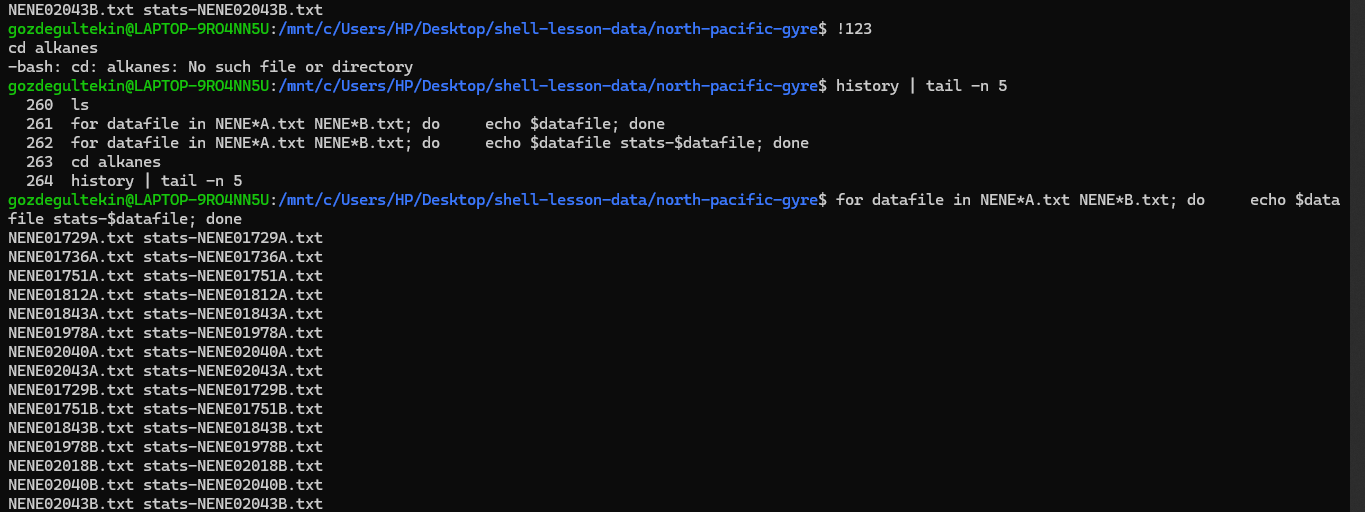 NENE02043B.txt stats-NENE02043B.txt
gozdegultekin@LAPTOP-9RO4NN5U:/mnt/c/Users/HP/Desktop/shell-lesson-data/north-pacific-gyre$ !123
cd alkanes
-bash: cd: alkanes: No such file or directory
gozdegultekin@LAPTOP-9RO4NN5U:/mnt/c/Users/HP/Desktop/shell-lesson-data/north-pacific-gyre$ history | tail -n 5
  260  ls
  261  for datafile in NENE*A.txt NENE*B.txt; do     echo $datafile; done
  262  for datafile in NENE*A.txt NENE*B.txt; do     echo $datafile stats-$datafile; done
  263  cd alkanes
  264  history | tail -n 5
gozdegultekin@LAPTOP-9RO4NN5U:/mnt/c/Users/HP/Desktop/shell-lesson-data/north-pacific-gyre$ for datafile in NENE*A.txt NENE*B.txt; do     echo $data
file stats-$datafile; done
NENE01729A.txt stats-NENE01729A.txt
NENE01736A.txt stats-NENE01736A.txt
NENE01751A.txt stats-NENE01751A.txt
NENE01812A.txt stats-NENE01812A.txt
NENE01843A.txt stats-NENE01843A.txt
NENE01978A.txt stats-NENE01978A.txt
NENE02040A.txt stats-NENE02040A.txt
NENE02043A.txt stats-NENE02043A.txt
NENE01729B.txt stats-NENE01729B.txt
NENE01751B.txt stats-NENE01751B.txt
NENE01843B.txt stats-NENE01843B.txt
NENE01978B.txt stats-NENE01978B.txt
NENE02018B.txt stats-NENE02018B.txt
NENE02040B.txt stats-NENE02040B.txt
NENE02043B.txt stats-NENE02043B.txt